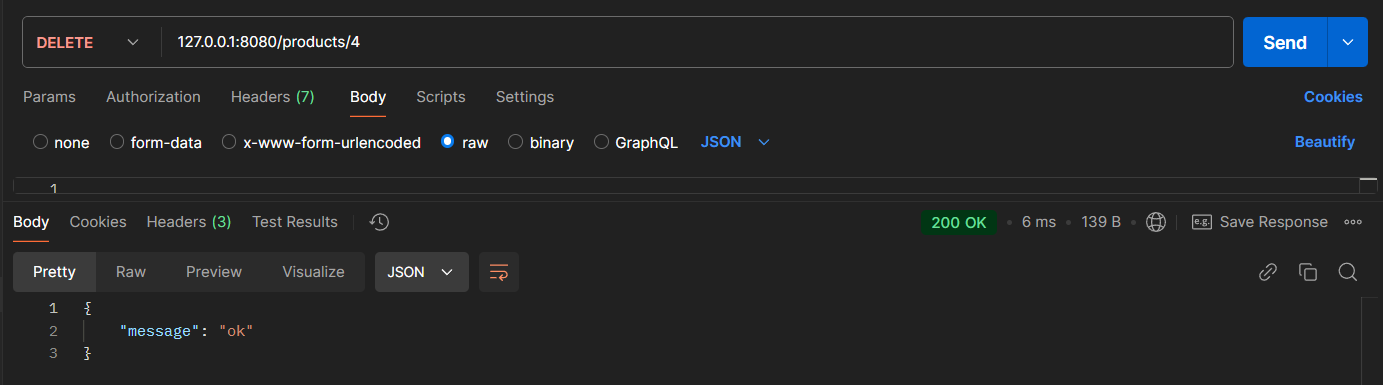 DELETE 127.0.0.1:8080/products/4 Send
Params Authorization Headers (7) Body Scripts Settings Cookies
none form-data x-www-form-urlencoded raw binary GraphQL JSON Beautify
1
Body Cookies Headers (3) Test Results 200 OK • 6 ms • 139 B • e.g. Save Response
Pretty Raw Preview Visualize JSON
1 {
2 "message": "ok"
3 }